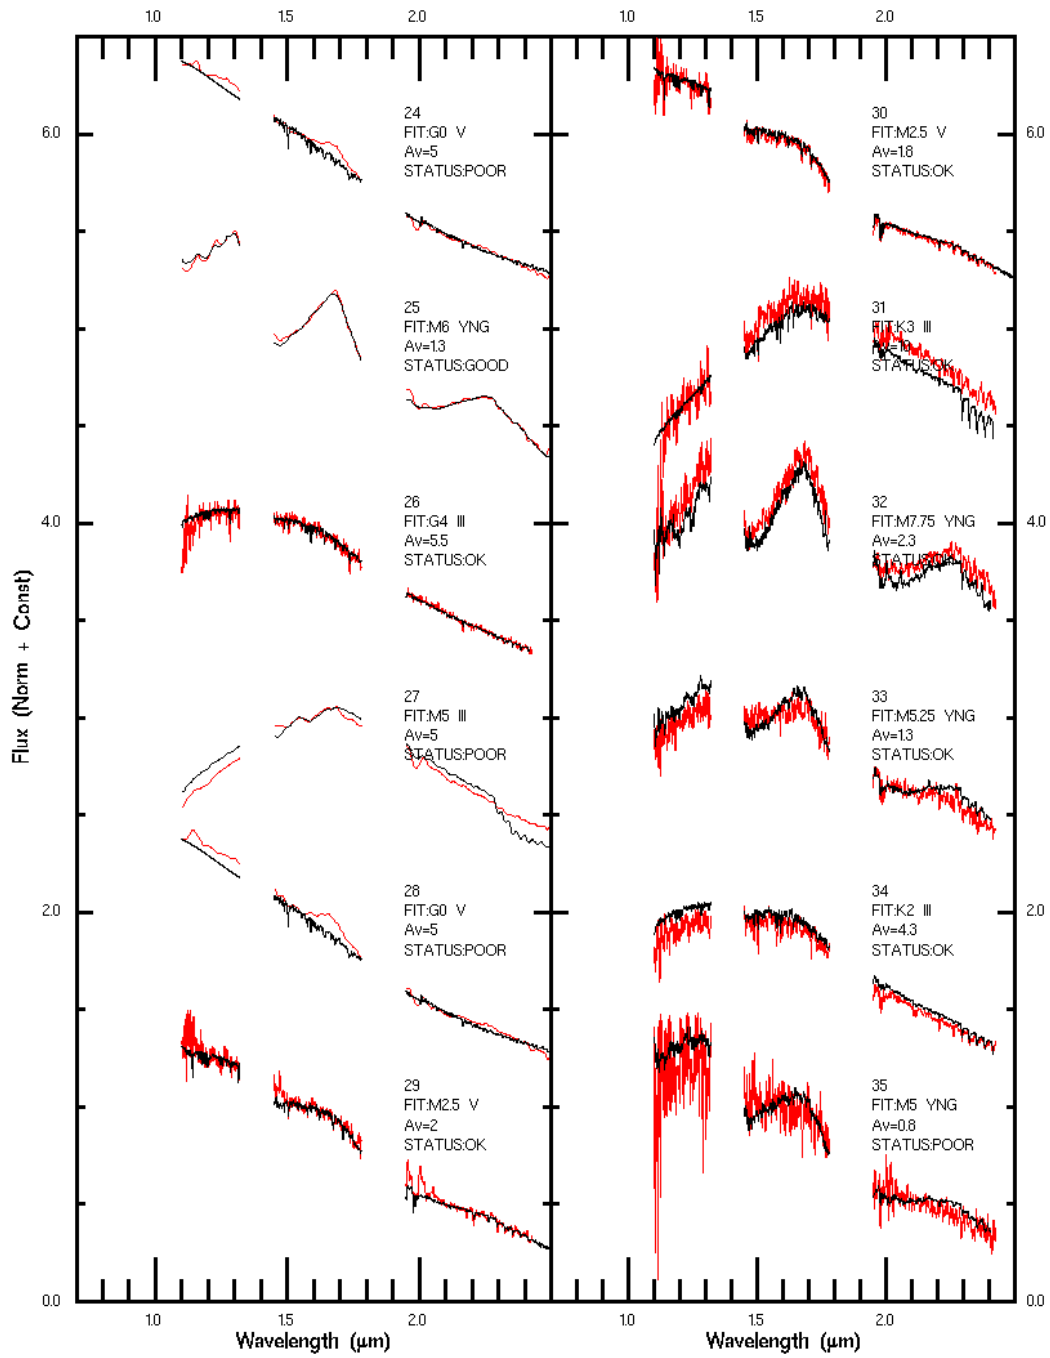 1.0 1.5 2.0 1.0 1.5 2.0
6.0
4.0
2.0
0.0
Flux (Norm + Const)
24
FIT:G0 V
Av=5
STATUS:POOR
25
FIT:M6 YNG
Av=1.3
STATUS:GOOD
26
FIT:G4 III
Av=5.5
STATUS:OK
27
FIT:M5 III
Av=5
STATUS:POOR
28
FIT:G0 V
Av=5
STATUS:POOR
29
FIT:M2.5 V
Av=2
STATUS:OK
30
FIT:M2.5 V
Av=1.8
STATUS:OK
31
FIT:K3 III
STATUS:OK
32
FIT:M7.75 YNG
Av=2.3
STATUS:OK
33
FIT:M5.25 YNG
Av=1.3
STATUS:OK
34
FIT:K2 III
Av=4.3
STATUS:OK
35
FIT:M5 YNG
Av=0.8
STATUS:POOR
6.0
4.0
2.0
0.0
1.0 1.5 2.0 1.0 1.5 2.0
Wavelength (μm) Wavelength (μm)